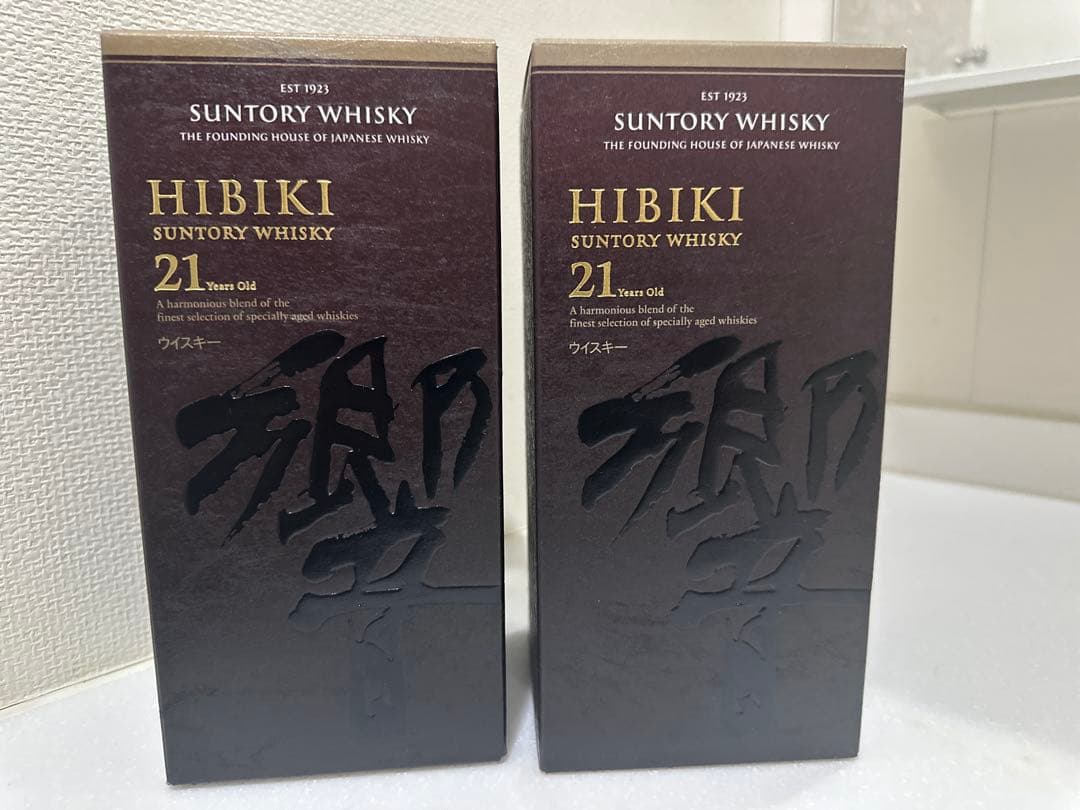 EST 1923
SUNTORY WHISKY
THE FOUNDING HOUSE OF JAPANESE WHISKY
HIBIKI
SUNTORY WHISKY
21 Years Old
A harmonious blend of the
finest selection of specially aged whiskies
ウイスキー
響
EST 1923
SUNTORY WHISKY
THE FOUNDING HOUSE OF JAPANESE WHISKY
HIBIKI
SUNTORY WHISKY
21 Years Old
A harmonious blend of the
finest selection of specially aged whiskies
ウイスキー
響